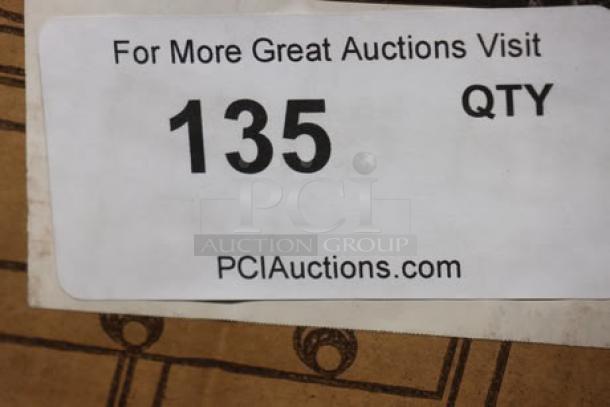 For More Great Auctions Visit
135 QTY
PCI
AUCTION GROUP
PCIAuctions.com